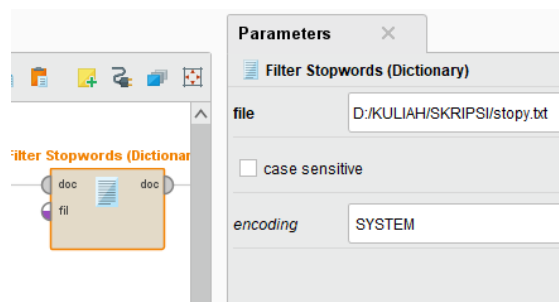 Parameters
Filter Stopwords (Dictionary)
file
D:/KULIAH/SKRIPSI/stopy.txt
case sensitive
encoding
SYSTEM
Filter Stopwords (Dictionar
doc
doc
fil